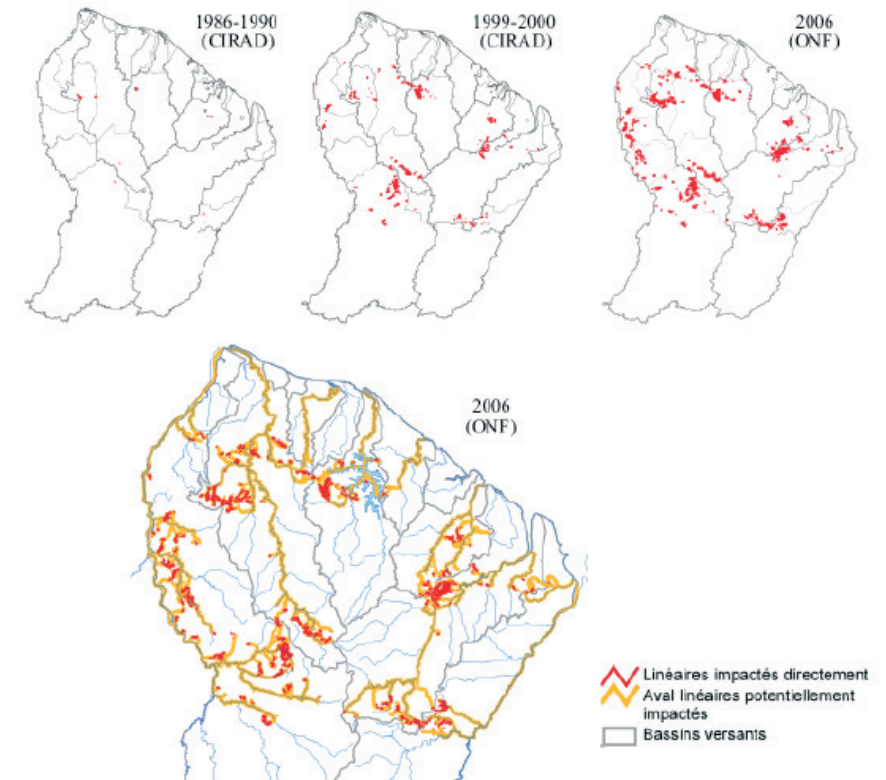 1986-1990
(CIRAD)
1999-2000
(CIRAD)
2006
(ONF)
2006
(ONF)
Linéaires impactés directement
Aval linéaires potentiellement
impactés
Bassins versants